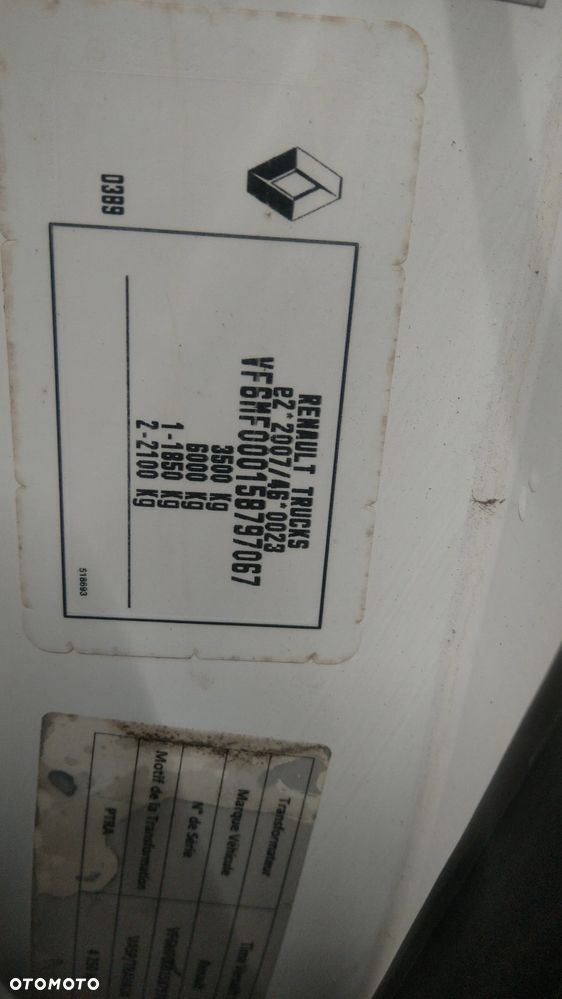 D3B9
RENAULT TRUCKS
e2*2007/46*0023
VF6MF000158797067
3500 Kg
6000 Kg
1-1850 Kg
2-2100 Kg
518693
Transformateur
Marque Véhicule
N° de Série
Motif de la Transformation
PTRA
OTOMOTO